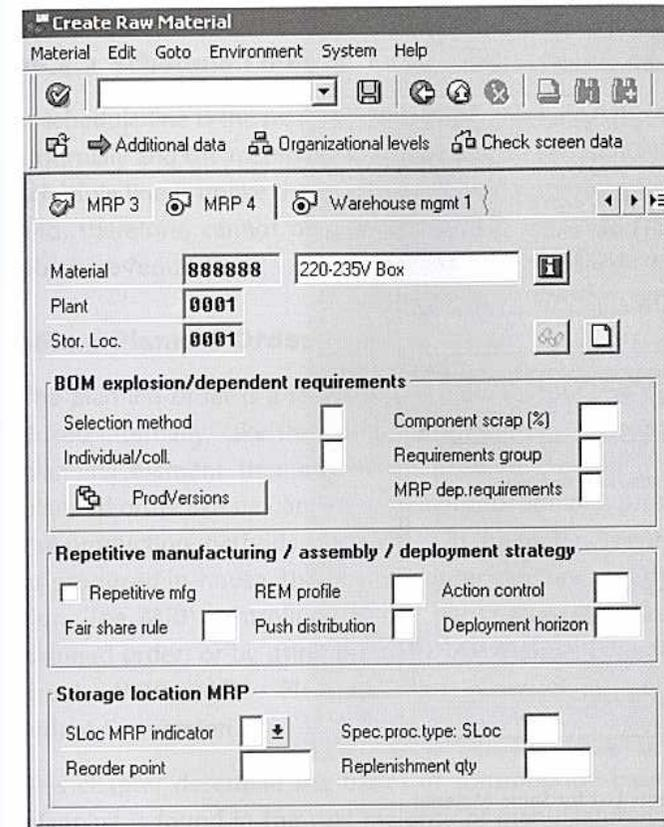 Create Raw Material
Material Edit Goto Environment System Help
Additional data Organizational levels Check screen data
MRP 3 MRP 4 Warehouse mgmt 1
Material 888888 220-235V Box
Plant 0001
Stor. Loc. 0001
BOM explosion/dependent requirements
Selection method Component scrap (%)
Individual/coll. Requirements group
ProdVersions MRP dep.requirements
Repetitive manufacturing / assembly / deployment strategy
Repetitive mfg REM profile Action control
Fair share rule Push distribution Deployment horizon
Storage location MRP
SLoc MRP indicator Spec.proc.type: SLoc
Reorder point Replenishment qty